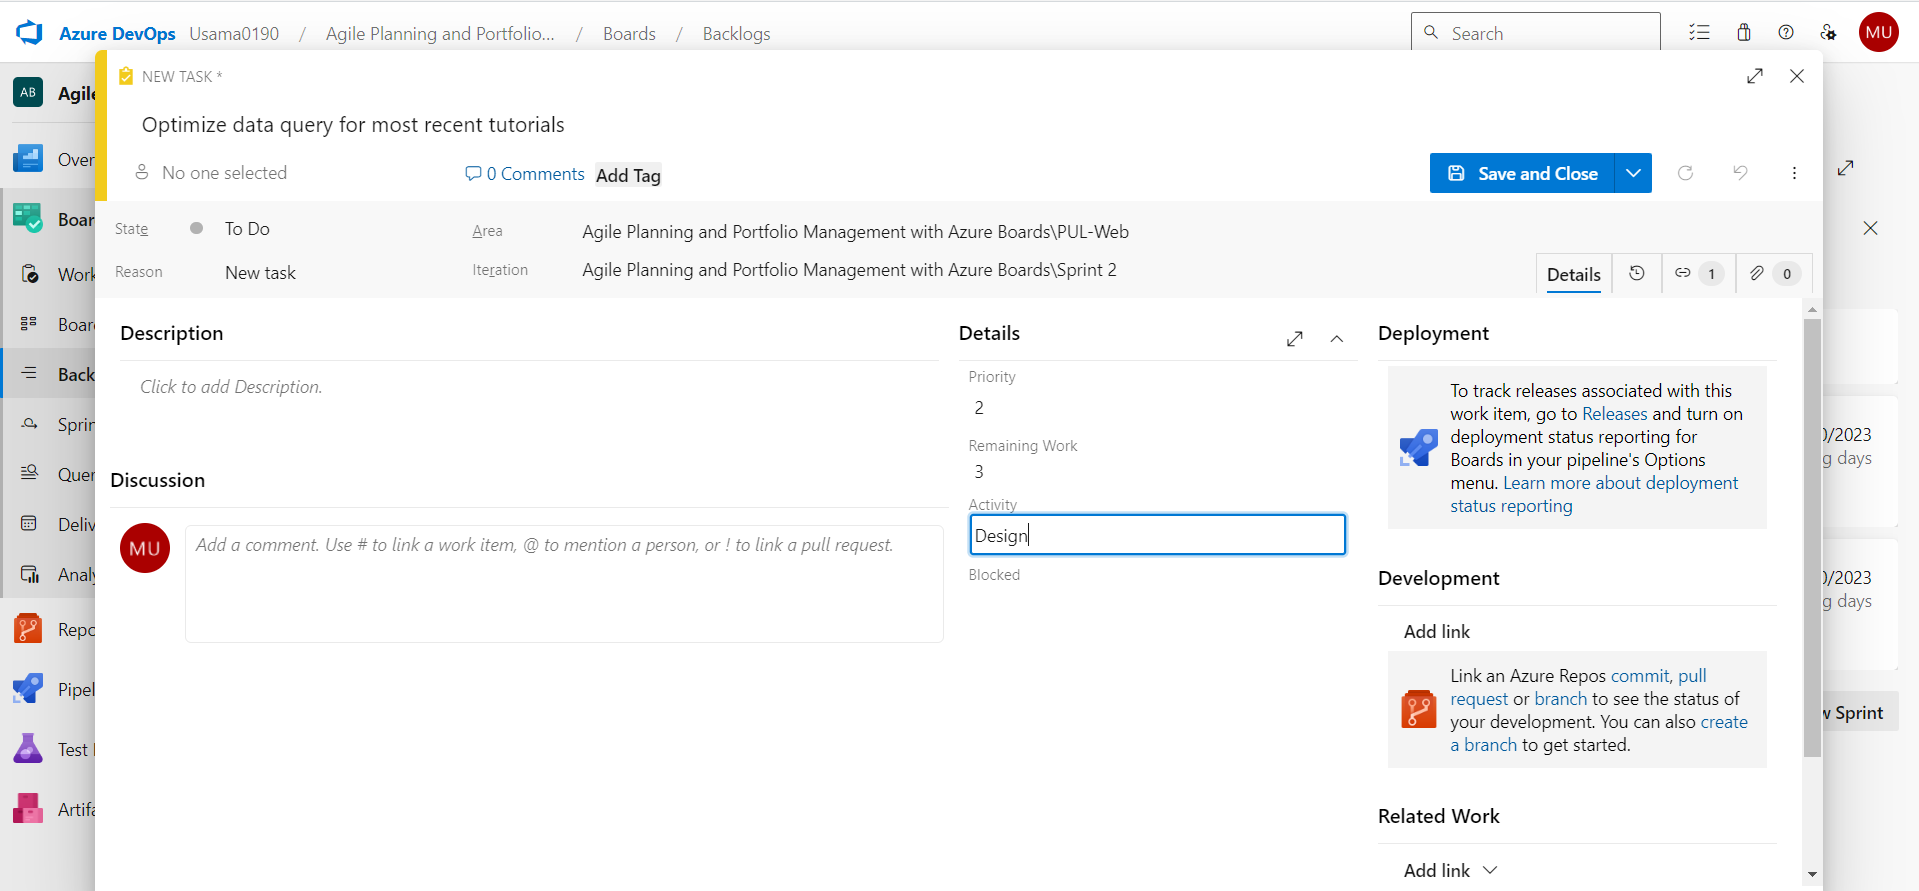 Azure DevOps Usama0190 / Agile Planning and Portfolio... / Boards / Backlogs
Search
MU
NEW TASK *
AB
Agile
Optimize data query for most recent tutorials
No one selected
0 Comments
Add Tag
Save and Close
State
To Do
Area
Agile Planning and Portfolio Management with Azure Boards\PUL-Web
Reason
New task
Iteration
Agile Planning and Portfolio Management with Azure Boards\Sprint 2
Details
1
0
Over
Boar
Work
Boar
Back
Sprin
Quer
Deliv
Analy
Repo
Pipel
Test
Artifa
Description
Click to add Description.
Discussion
MU
Add a comment. Use # to link a work item, @ to mention a person, or ! to link a pull request.
Details
Priority
2
Remaining Work
3
Activity
Design
Blocked
Deployment
To track releases associated with this
work item, go to Releases and turn on
deployment status reporting for
Boards in your pipeline's Options
menu. Learn more about deployment
status reporting
Development
Add link
Link an Azure Repos commit, pull
request or branch to see the status of
your development. You can also create
a branch to get started.
Related Work
Add link
0/2023
g days
0/2023
g days
w Sprint